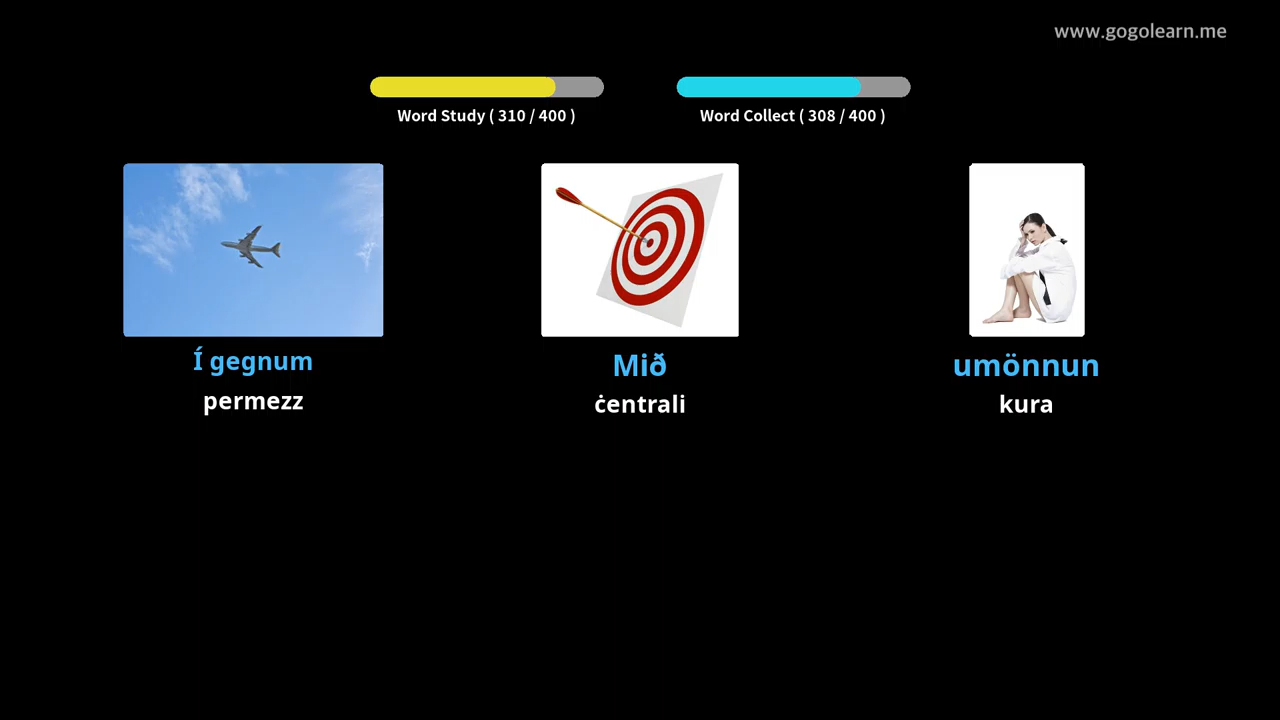 www.gogolearn.me
Word Study ( 310 / 400 )
Word Collect ( 308 / 400 )
Í gegnum
permezz
Mið
ċentrali
umönnun
kura